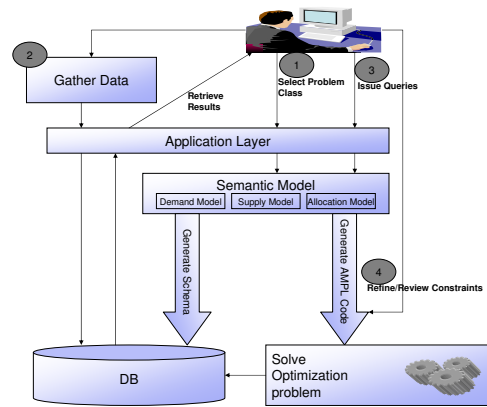 2
Gather Data
1
Select Problem
Class
3
Issue Queries
Retrieve
Results
Application Layer
Semantic Model
Demand Model
Supply Model
Allocation Model
Generate Schema
Generate AMPL Code
4
Refine/Review Constraints
DB
Solve
Optimization
problem